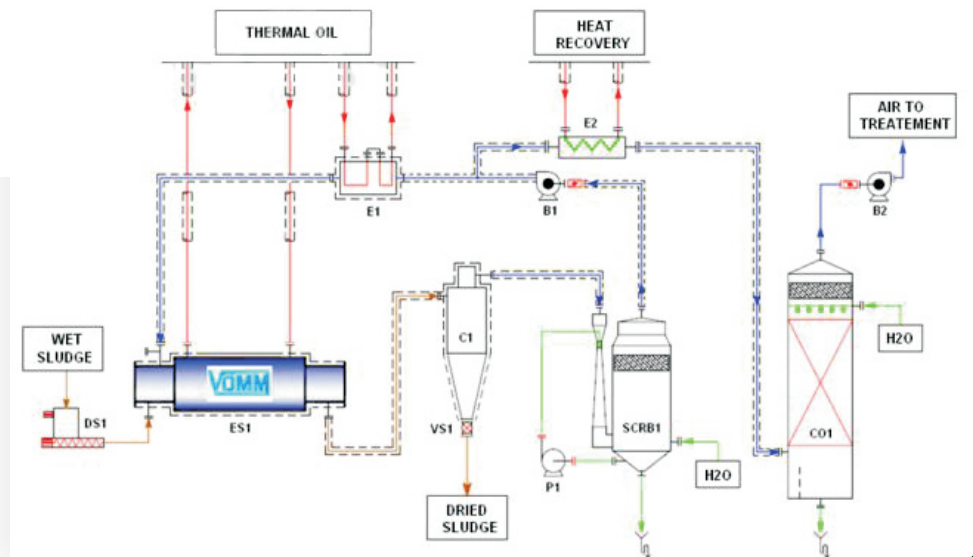 THERMAL OIL
HEAT
RECOVERY
AIR TO
TREATEMENT
E2
E1
B1
B2
WET
SLUDGE
C1
H2O
VOMM
DS1
ES1
VS1
SCRB1
CO1
P1
H2O
DRIED
SLUDGE